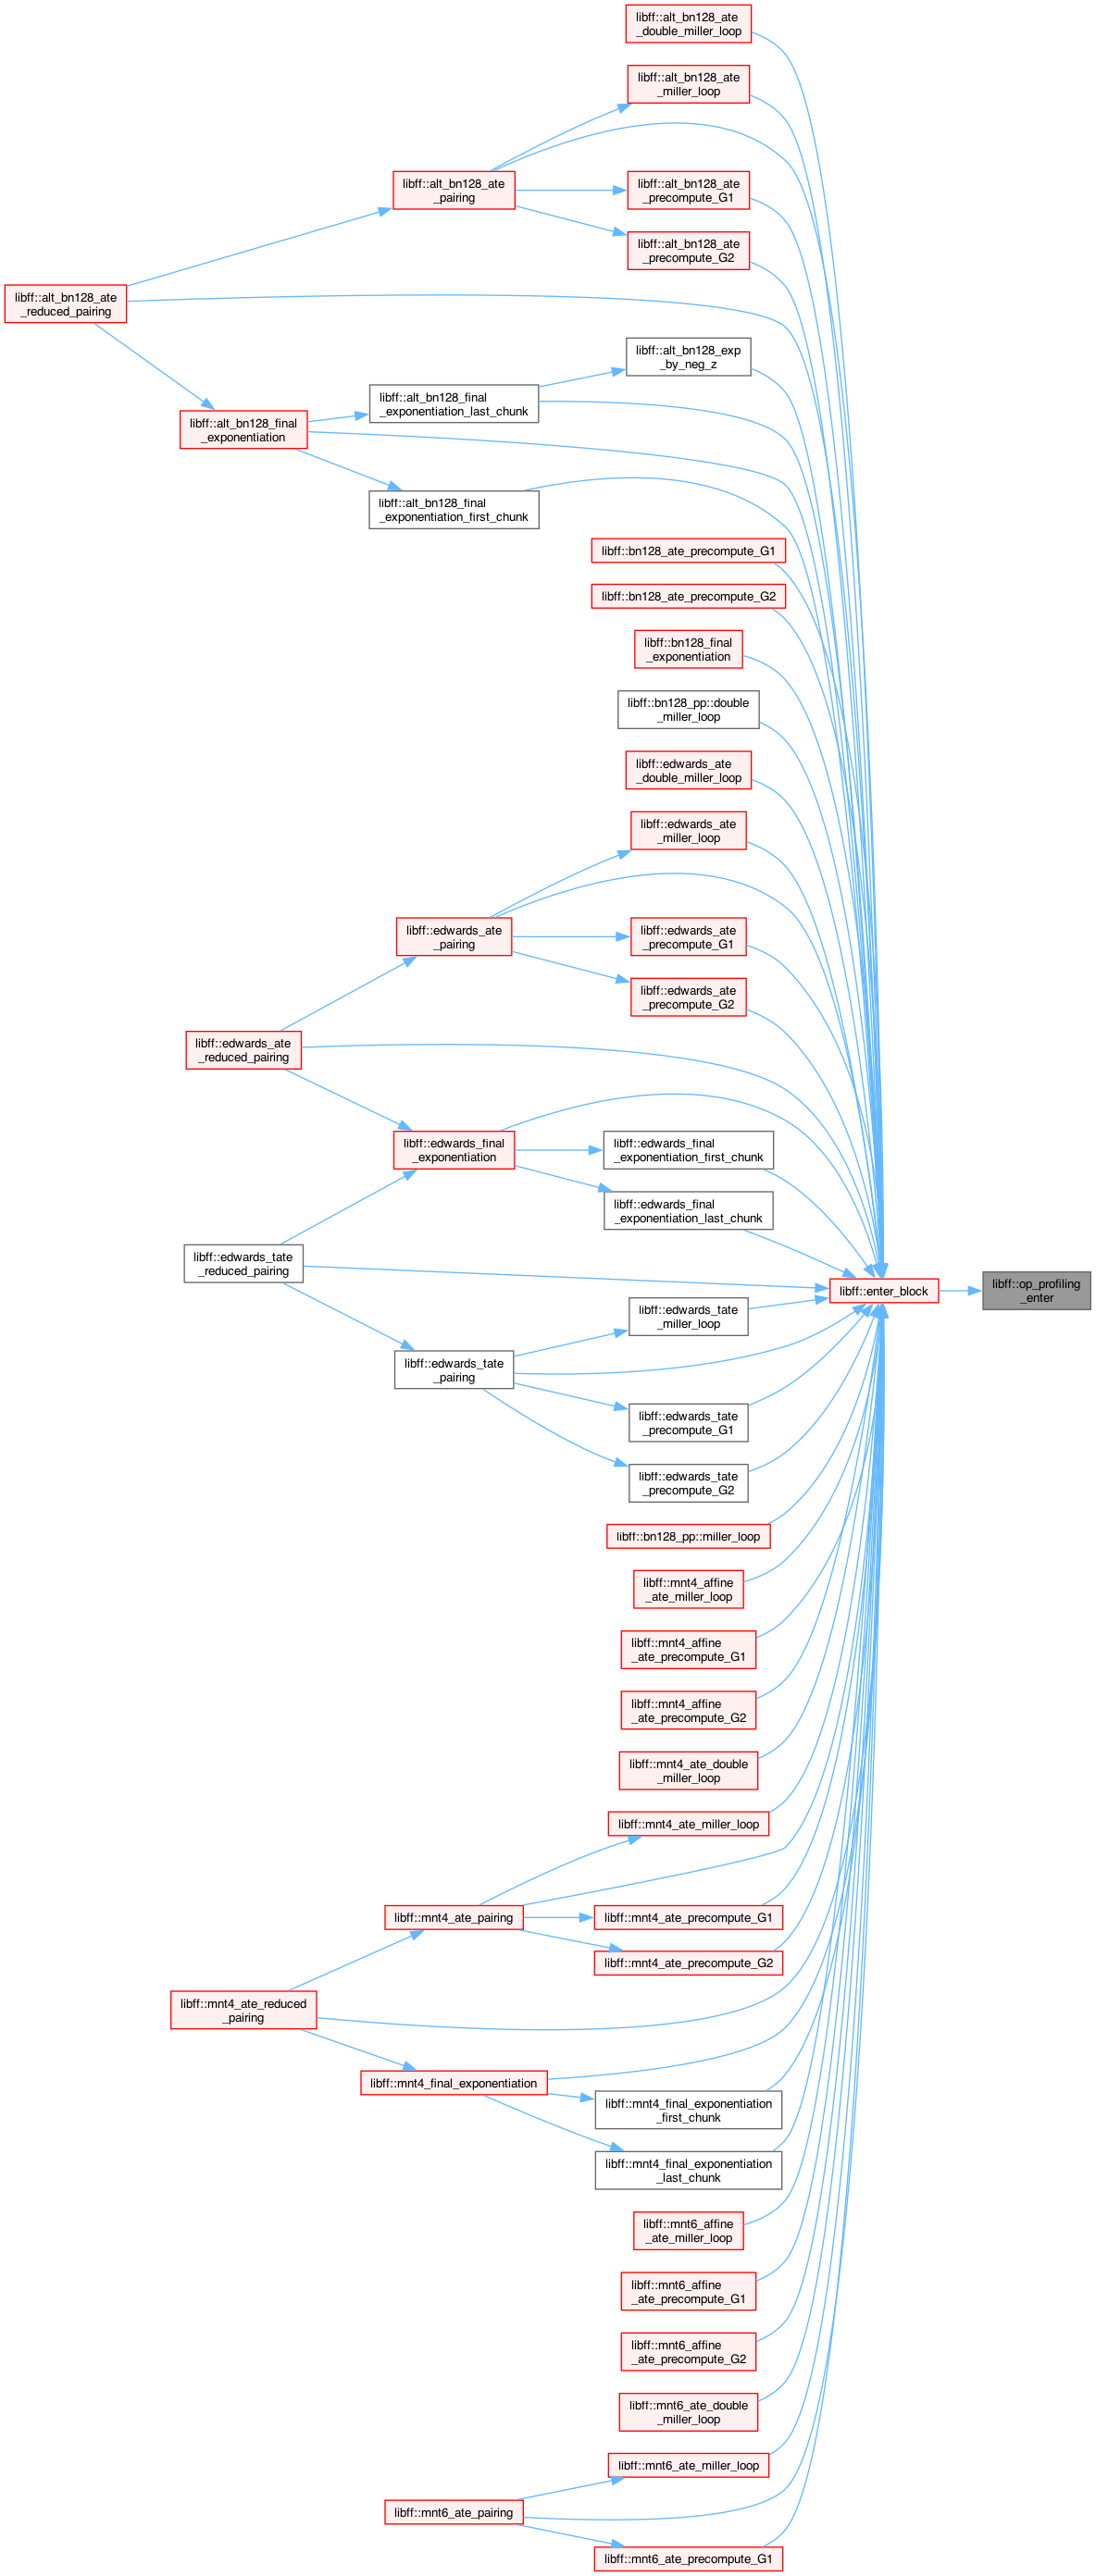 libff::alt_bn128_ate
_double_miller_loop
libff::alt_bn128_ate
_miller_loop
libff::alt_bn128_ate
_pairing
libff::alt_bn128_ate
_precompute_G1
libff::alt_bn128_ate
_precompute_G2
libff::alt_bn128_ate
_reduced_pairing
libff::alt_bn128_exp
_by_neg_z
libff::alt_bn128_final
_exponentiation_last_chunk
libff::alt_bn128_final
_exponentiation
libff::alt_bn128_final
_exponentiation_first_chunk
libff::bn128_ate_precompute_G1
libff::bn128_ate_precompute_G2
libff::bn128_final
_exponentiation
libff::bn128_pp::double
_miller_loop
libff::edwards_ate
_double_miller_loop
libff::edwards_ate
_miller_loop
libff::edwards_ate
_pairing
libff::edwards_ate
_precompute_G1
libff::edwards_ate
_precompute_G2
libff::edwards_ate
_reduced_pairing
libff::edwards_final
_exponentiation
libff::edwards_final
_exponentiation_first_chunk
libff::edwards_final
_exponentiation_last_chunk
libff::edwards_tate
_reduced_pairing
libff::enter_block
libff::op_profiling
_enter
libff::edwards_tate
_miller_loop
libff::edwards_tate
_pairing
libff::edwards_tate
_precompute_G1
libff::edwards_tate
_precompute_G2
libff::bn128_pp::miller_loop
libff::mnt4_affine
_ate_miller_loop
libff::mnt4_affine
_ate_precompute_G1
libff::mnt4_affine
_ate_precompute_G2
libff::mnt4_ate_double
_miller_loop
libff::mnt4_ate_miller_loop
libff::mnt4_ate_pairing
libff::mnt4_ate_precompute_G1
libff::mnt4_ate_precompute_G2
libff::mnt4_ate_reduced
_pairing
libff::mnt4_final_exponentiation
libff::mnt4_final_exponentiation
_first_chunk
libff::mnt4_final_exponentiation
_last_chunk
libff::mnt6_affine
_ate_miller_loop
libff::mnt6_affine
_ate_precompute_G1
libff::mnt6_affine
_ate_precompute_G2
libff::mnt6_ate_double
_miller_loop
libff::mnt6_ate_miller_loop
libff::mnt6_ate_pairing
libff::mnt6_ate_precompute_G1